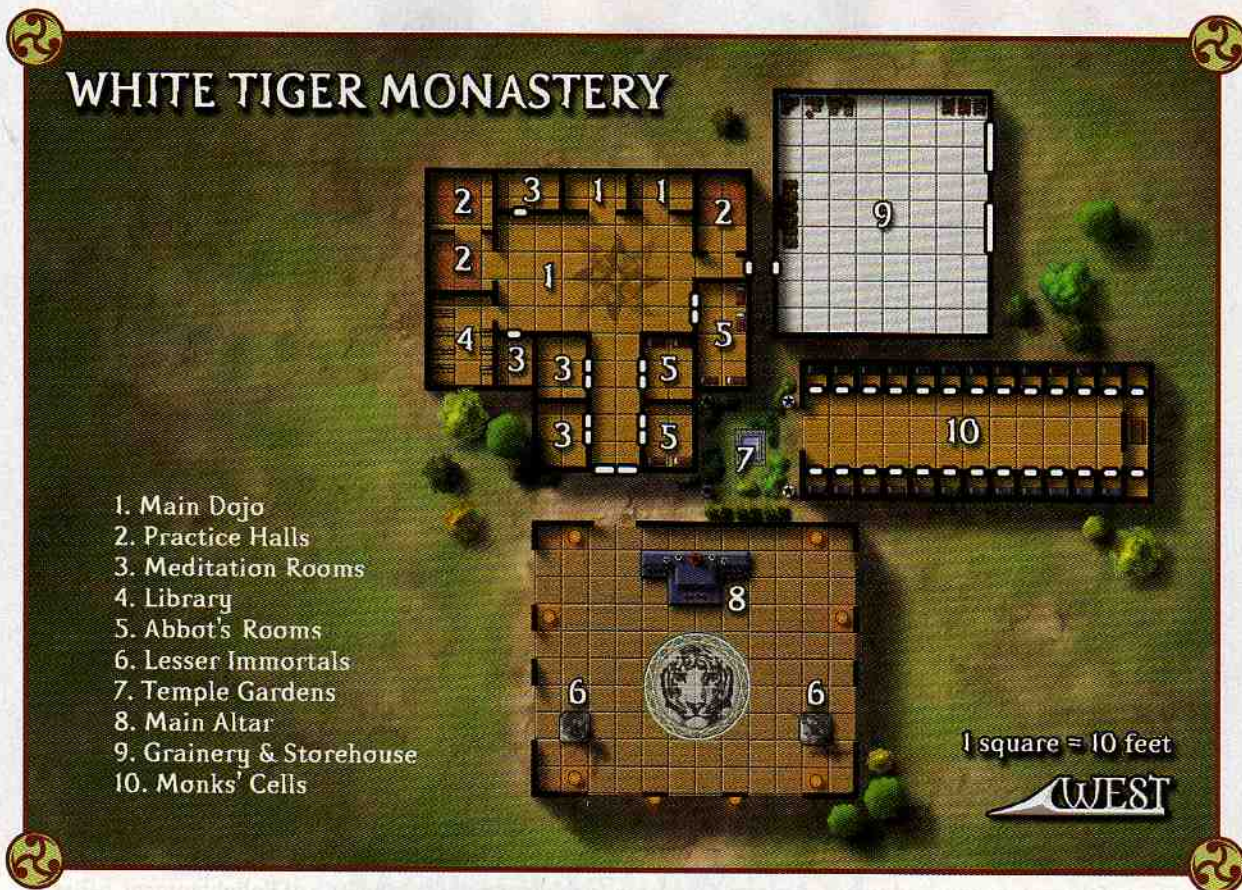 WHITE TIGER MONASTERY
2 3 1 1 2 9
2 1
4 3 3 5 5
3 5 7 10
1. Main Dojo
2. Practice Halls
3. Meditation Rooms
4. Library
5. Abbot's Rooms
6. Lesser Immortals
7. Temple Gardens
8. Main Altar
9. Grainery & Storehouse
10. Monks' Cells
8
6 6
1 square = 10 feet
WEST